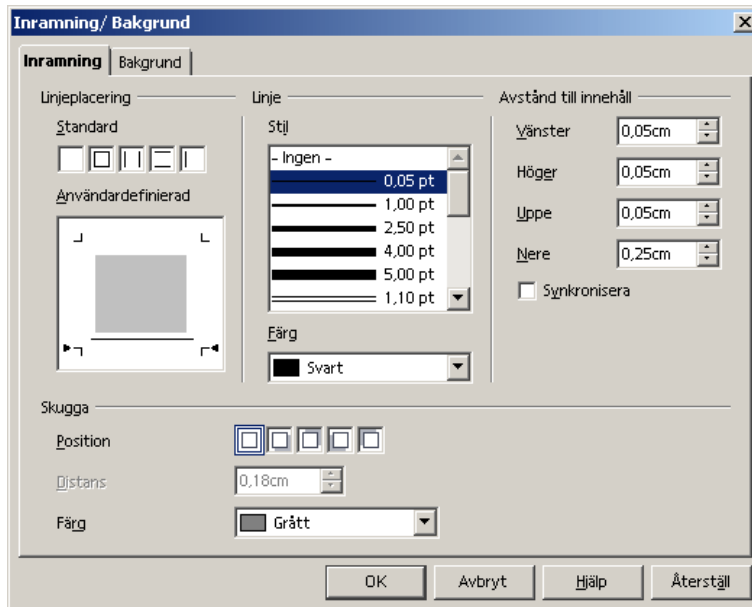 Inramning/ Bakgrund
Inramning
Bakgrund
Linjeplacering
Standard
Användardefinierad
Linje
Stil
- Ingen -
0,05 pt
1,00 pt
2,50 pt
4,00 pt
5,00 pt
1,10 pt
Färg
Svart
Avstånd till innehåll
Vänster
0,05cm
Höger
0,05cm
Uppe
0,05cm
Nere
0,25cm
Synkronisera
Skugga
Position
Distans
0,18cm
Färg
Grått
OK
Avbryt
Hjälp
Återställ